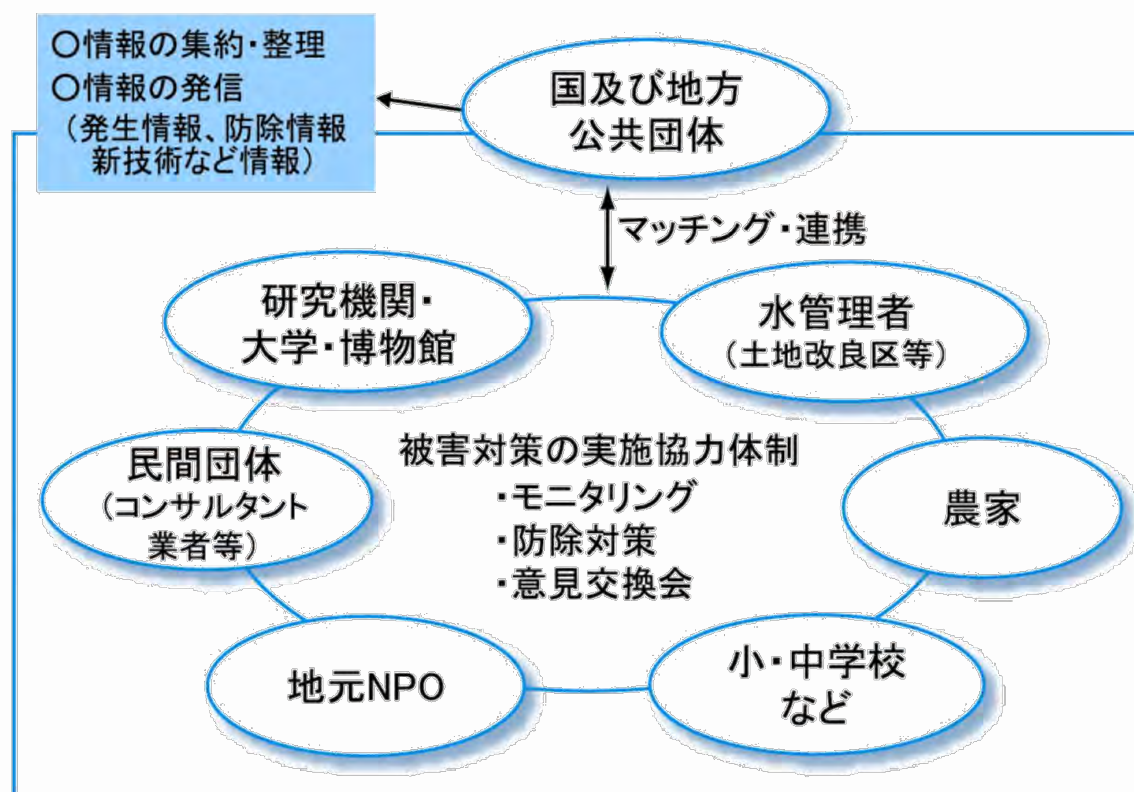 〇情報の集約・整理
〇情報の発信
（発生情報、防除情報
新技術など情報）
国及び地方
公共団体
マッチング・連携
研究機関・
大学・博物館
水管理者
（土地改良区等）
民間団体
（コンサルタント
業者等）
被害対策の実施協力体制
・モニタリング
・防除対策
・意見交換会
農家
地元NPO
小・中学校
など